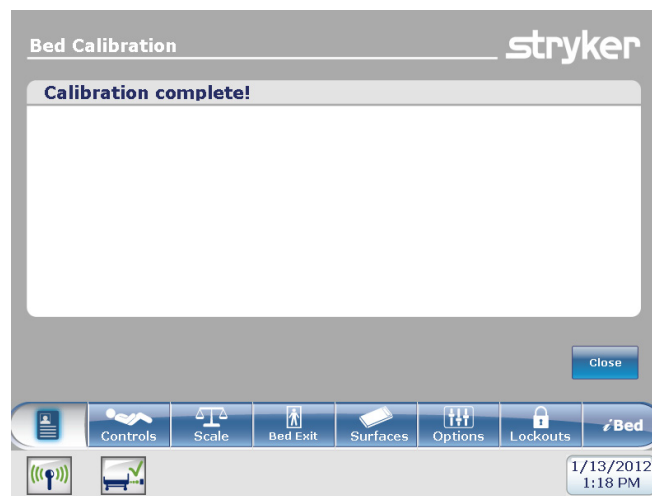 Bed Calibration
stryker
Calibration complete!
Close
Controls
Scale
Bed Exit
Surfaces
Options
Lockouts
iBed
1/13/2012
1:18 PM